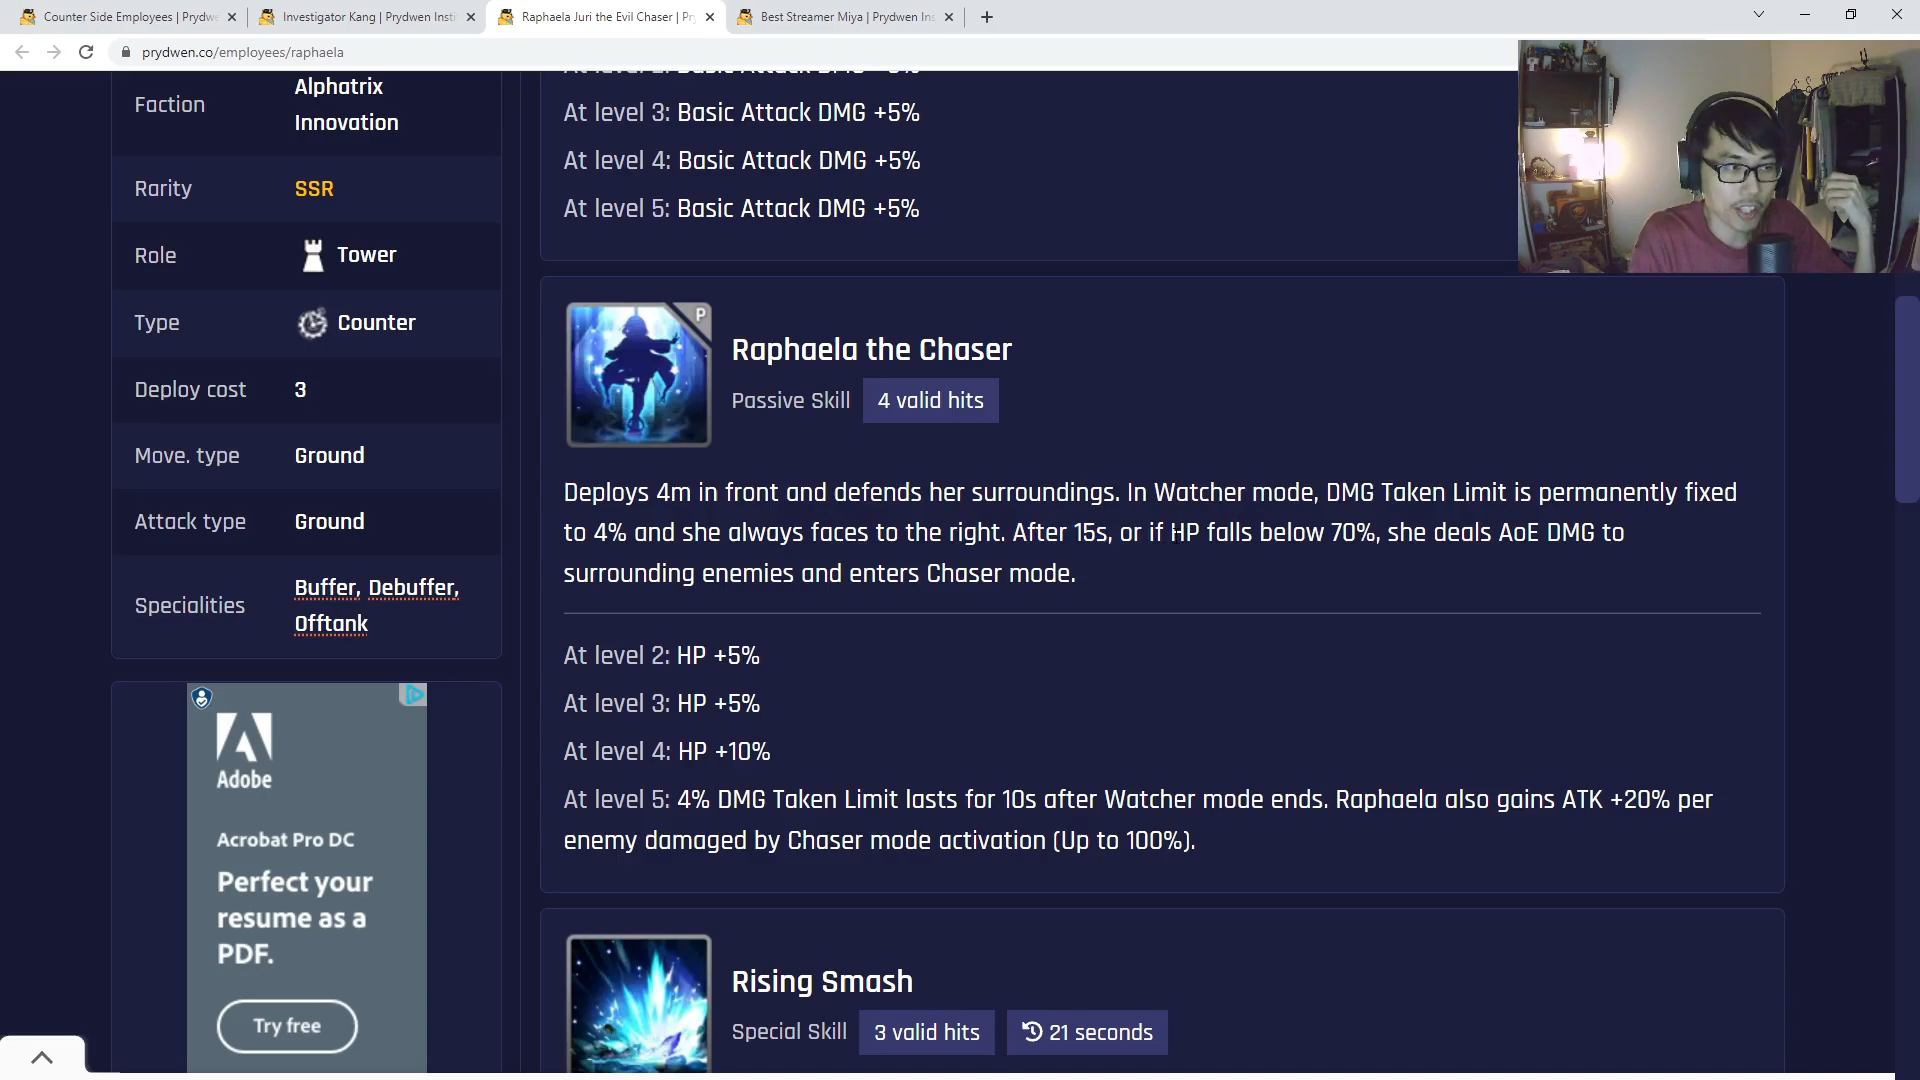 Counter Side Employees | Prydwe
Investigator Kang | Prydwen Insti
Raphaela Juri the Evil Chaser | Pr
Best Streamer Miya | Prydwen Ins
prydwen.co/employees/raphaela
Faction
Alphatrix
Innovation
Rarity
SSR
Role
Tower
Type
Counter
Deploy cost
3
Move. type
Ground
Attack type
Ground
Specialities
Buffer, Debuffer,
Offtank
Adobe
Acrobat Pro DC
Perfect your
resume as a
PDF.
Try free
At level 3: Basic Attack DMG +5%
At level 4: Basic Attack DMG +5%
At level 5: Basic Attack DMG +5%
P
Raphaela the Chaser
Passive Skill
4 valid hits
Deploys 4m in front and defends her surroundings. In Watcher mode, DMG Taken Limit is permanently fixed
to 4% and she always faces to the right. After 15s, or if HP falls below 70%, she deals AoE DMG to
surrounding enemies and enters Chaser mode.
At level 2: HP +5%
At level 3: HP +5%
At level 4: HP +10%
At level 5: 4% DMG Taken Limit lasts for 10s after Watcher mode ends. Raphaela also gains ATK +20% per
enemy damaged by Chaser mode activation (Up to 100%).
Rising Smash
Special Skill
3 valid hits
21 seconds